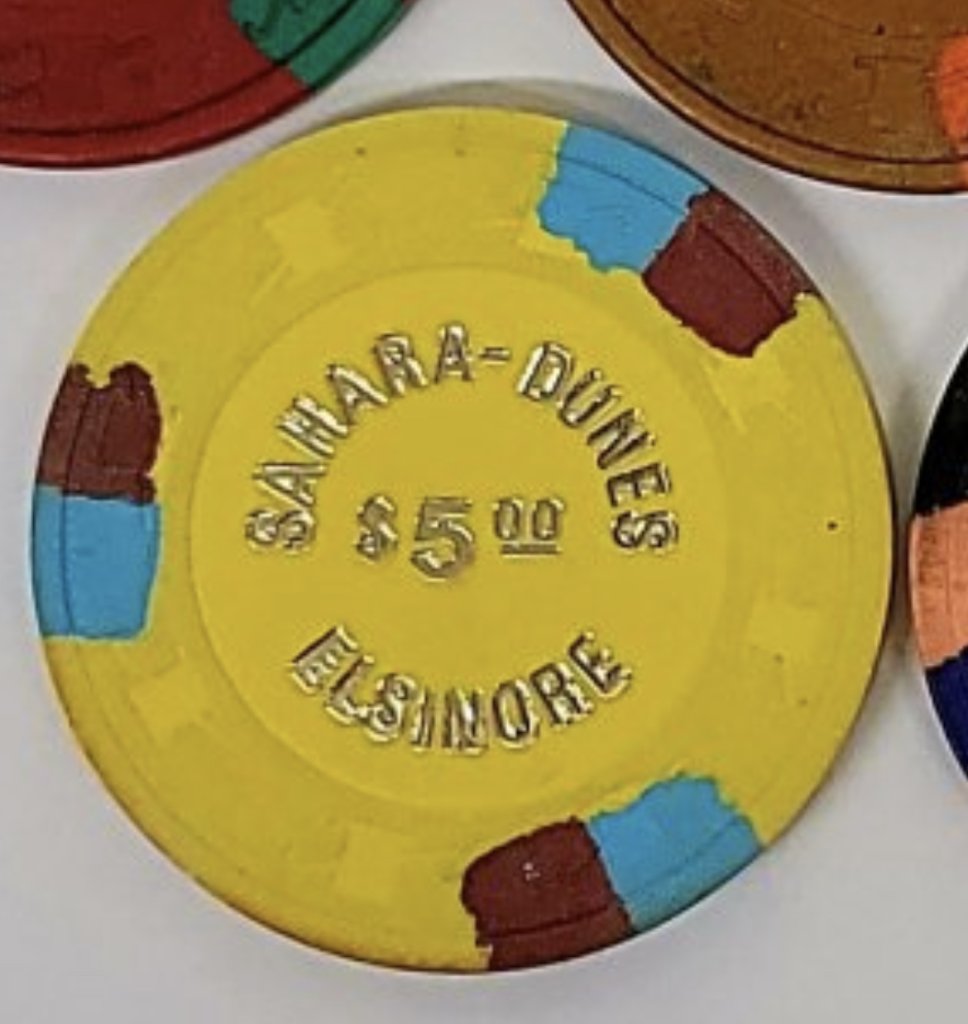 SAHARA-DUNES
$5 00
ELSINORE